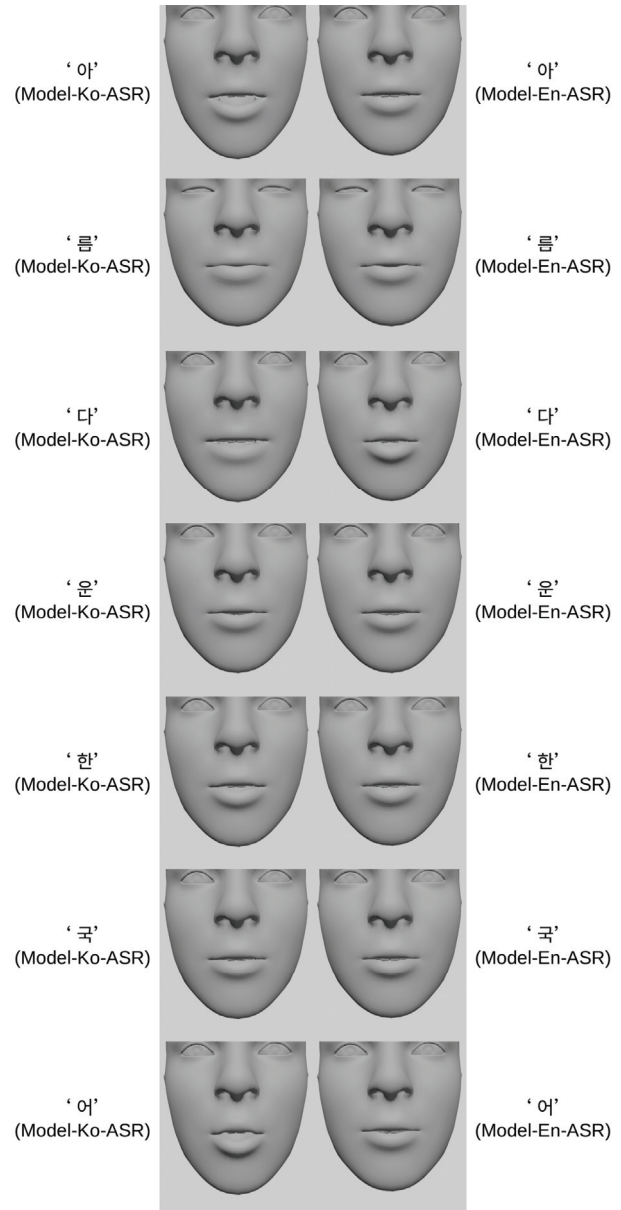 ‘ 아’
(Model-Ko-ASR)
‘ 아’
(Model-En-ASR)
‘ 름’
(Model-Ko-ASR)
‘ 름’
(Model-En-ASR)
‘ 다’
(Model-Ko-ASR)
‘ 다’
(Model-En-ASR)
‘ 운’
(Model-Ko-ASR)
‘ 운’
(Model-En-ASR)
‘ 한’
(Model-Ko-ASR)
‘ 한’
(Model-En-ASR)
‘ 국’
(Model-Ko-ASR)
‘ 국’
(Model-En-ASR)
‘ 어’
(Model-Ko-ASR)
‘ 어’
(Model-En-ASR)